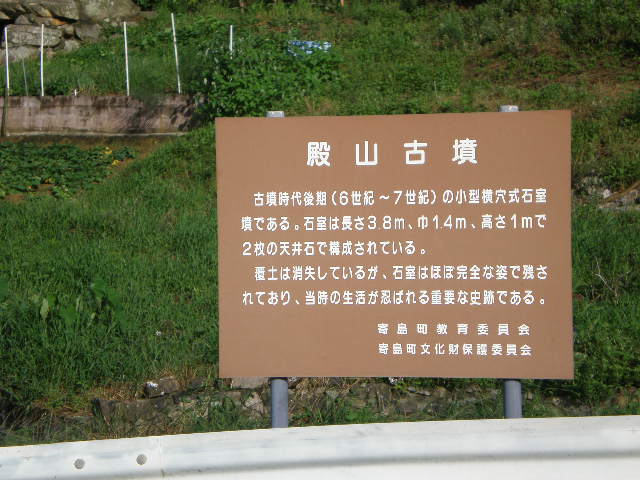 殿山古墳
古墳時代後期(6世紀～7世紀)の小型横穴式石室
墳である。石室は長さ3.8m、巾1.4m、高さ1mで
2枚の天井石で構成されている。
覆土は消失しているが、石室はほぼ完全な姿で残さ
れており、当時の生活が忍ばれる重要な史跡である。
寄島町教育委員会
寄島町文化財保護委員会